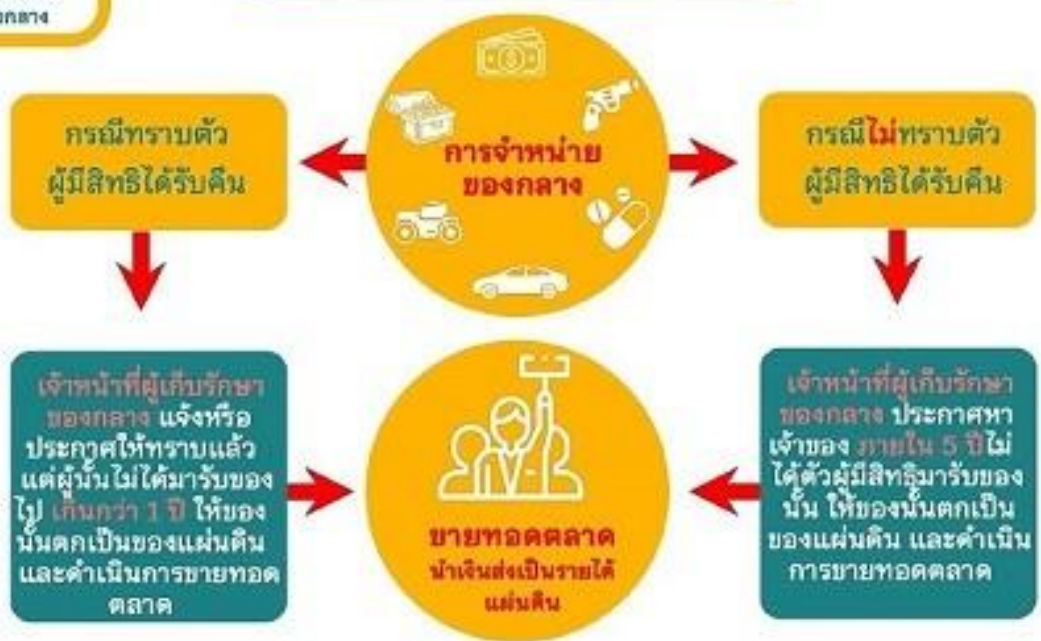 การจำหน่าย
ของกลาง
กรณีทราบตัว
ผู้มีสิทธิได้รับคืน
กรณีไม่ทราบตัว
ผู้มีสิทธิได้รับคืน
เจ้าหน้าที่ผู้เก็บรักษา
ของกลาง แจ้งหรือ
ประกาศให้ทราบแล้ว
แต่ผู้นั้นไม่ได้มารับของ
ไป เกินกว่า 1 ปี ให้ของ
นั้นตกเป็นของแผ่นดิน
และดำเนินการขายทอด
ตลาด
ขายทอดตลาด
นำเงินส่งเป็นรายได้
แผ่นดิน
เจ้าหน้าที่ผู้เก็บรักษา
ของกลาง ประกาศหา
เจ้าของ ภายใน 5 ปีไม่
ได้ตัวผู้มีสิทธิมารับของ
นั้น ให้ของนั้นตกเป็น
ของแผ่นดิน และดำเนิน
การขายทอดตลาด